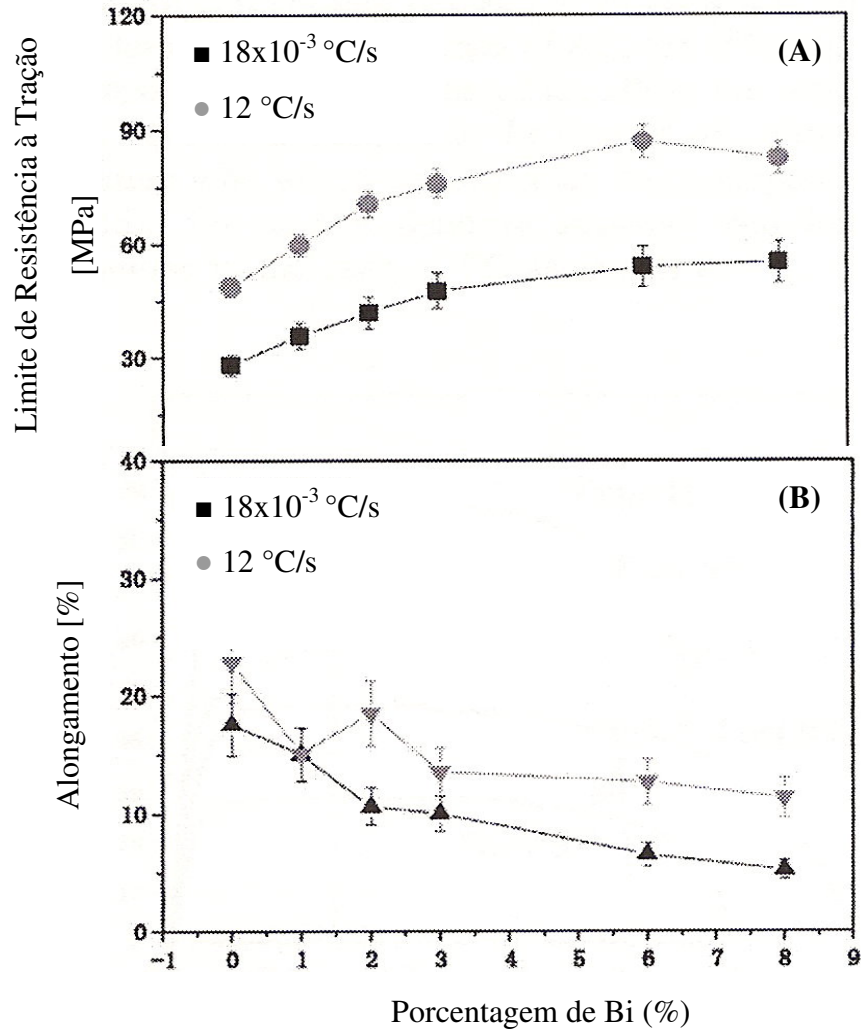 Limite de Resistência à Tração
[MPa]
120
90
60
30
18x10⁻³ °C/s
12 °C/s
(A)
Alongamento [%]
40
30
20
10
0
18x10⁻³ °C/s
12 °C/s
(B)
-1 0 1 2 3 4 5 6 7 8 9
Porcentagem de Bi (%)